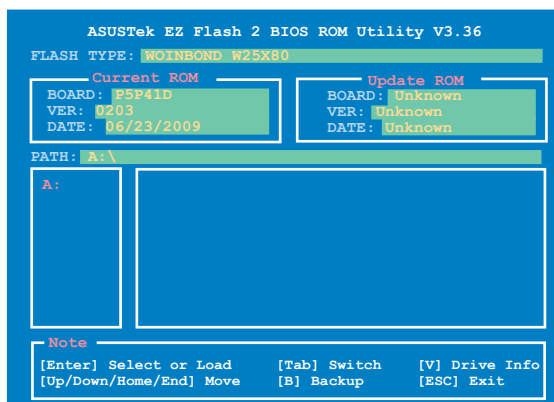 ASUSTek EZ Flash 2 BIOS ROM Utility V3.36
FLASH TYPE: WOINBOND W25X80
Current ROM
BOARD: P5P41D
VER: 0203
DATE: 06/23/2009
Update ROM
BOARD: Unknown
VER: Unknown
DATE: Unknown
PATH: A:\
A:
Note
[Enter] Select or Load [Tab] Switch [V] Drive Info
[Up/Down/Home/End] Move [B] Backup [ESC] Exit